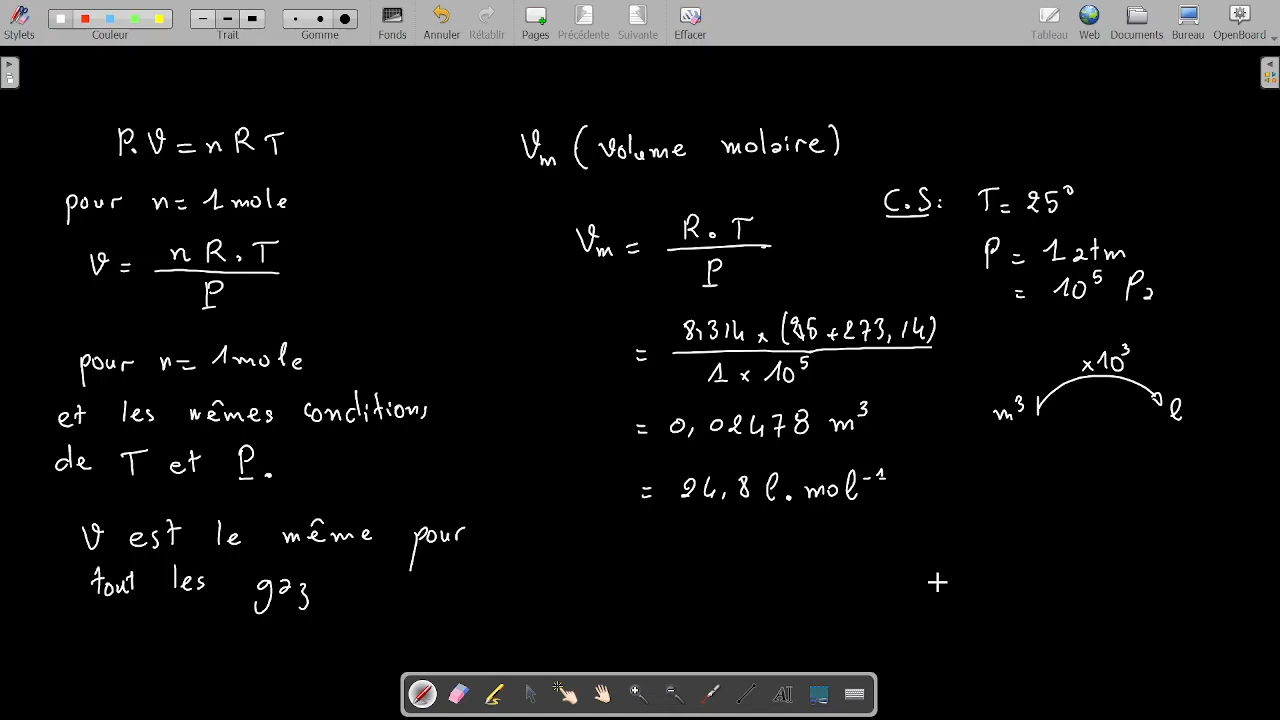 Stylets
Couleur
Trait
Gomme
Fonds
Annuler
Rétablir
Pages
Précédente
Suivante
Effacer
Tableau
Web
Documents
Bureau
OpenBoard
P.V = n R T
pour n = 1 mole
V = n R . T / P
pour n = 1 mole
et les mêmes conditions
de T et P.
V est le même pour
tout les gaz
Vm (volume molaire)
Vm = R . T / P
= 8,314 x (25 + 273,14) / 1 x 10^5
= 0,02478 m³
= 24,8 l . mol⁻¹
C.S : T = 25°
P = 1 atm
= 10^5 Pa
x 10³
m³ l
AI